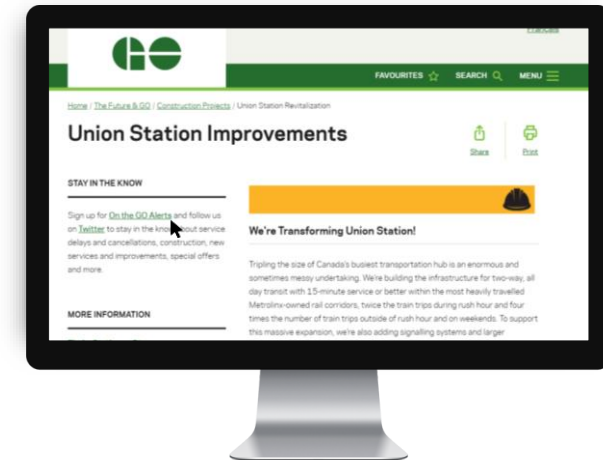 Français
GO
FAVOURITES SEARCH MENU
Home / The Future & GO / Construction Projects / Union Station Revitalization
Union Station Improvements
Share Print
STAY IN THE KNOW
Sign up for On the GO Alerts and follow us
on Twitter to stay in the know about service
delays and cancellations, construction, new
services and improvements, special offers
and more.
MORE INFORMATION
We're Transforming Union Station!
Tripling the size of Canada's busiest transportation hub is an enormous and
sometimes messy undertaking. We're building the infrastructure for two-way, all
day transit with 15-minute service or better within the most heavily travelled
Metrolinx-owned rail corridors, twice the train trips during rush hour and four
times the number of train trips outside of rush hour and on weekends. To support
this massive expansion, we're also adding signalling systems and larger